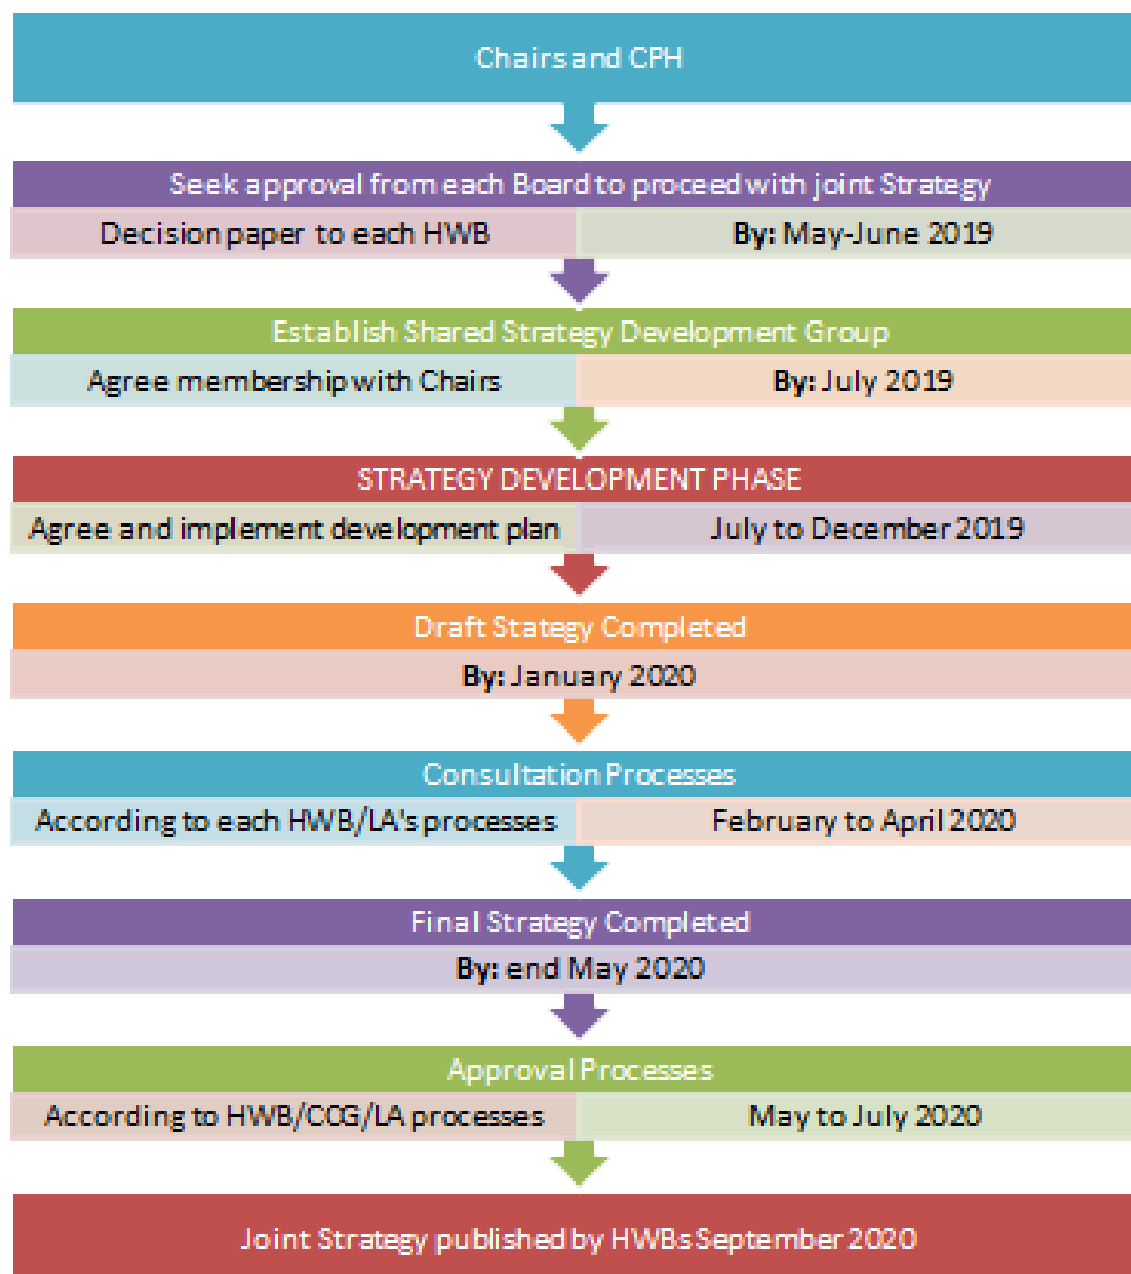 Chairs and CPH
Seek approval from each Board to proceed with joint Strategy
Decision paper to each HWB
By: May-June 2019
Establish Shared Strategy Development Group
Agree membership with Chairs
By: July 2019
STRATEGY DEVELOPMENT PHASE
Agree and implement development plan
July to December 2019
Draft Stategy Completed
By: January 2020
Consultation Processes
According to each HWB/LA's processes
February to April 2020
Final Strategy Completed
By: end May 2020
Approval Processes
According to HWB/CCG/LA processes
May to July 2020
Joint Strategy published by HWBs September 2020